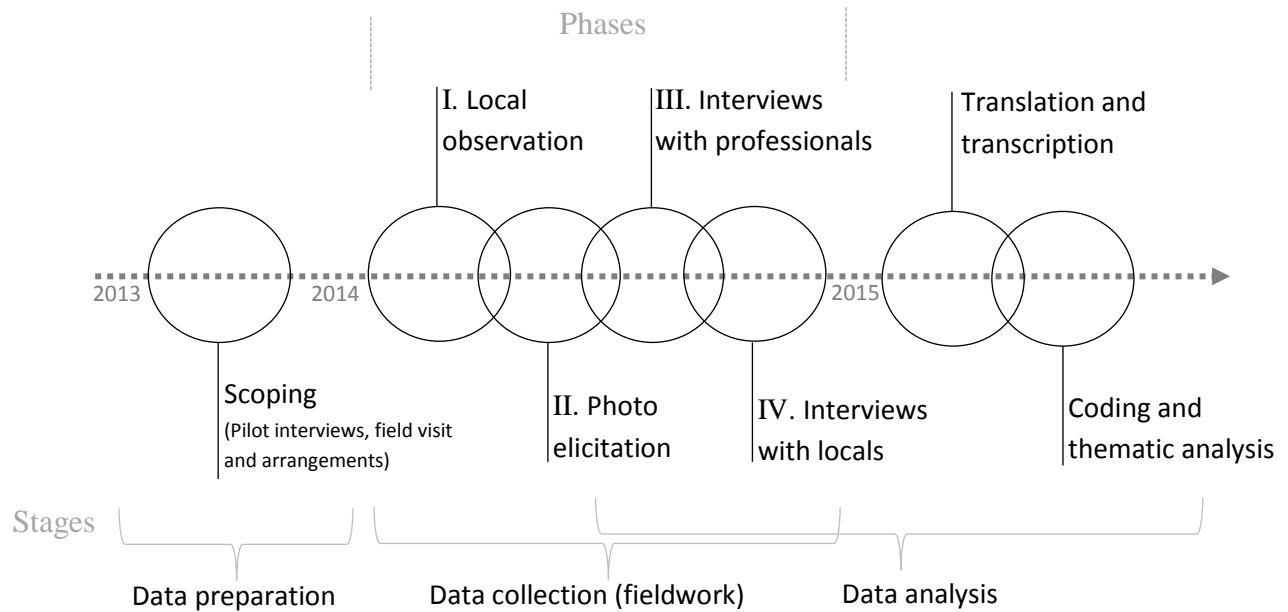 Phases
I. Local
observation
III. Interviews
with professionals
Translation and
transcription
2013
2014
2015
Scoping
(Pilot interviews, field visit
and arrangements)
II. Photo
elicitation
IV. Interviews
with locals
Coding and
thematic analysis
Stages
Data preparation
Data collection (fieldwork)
Data analysis